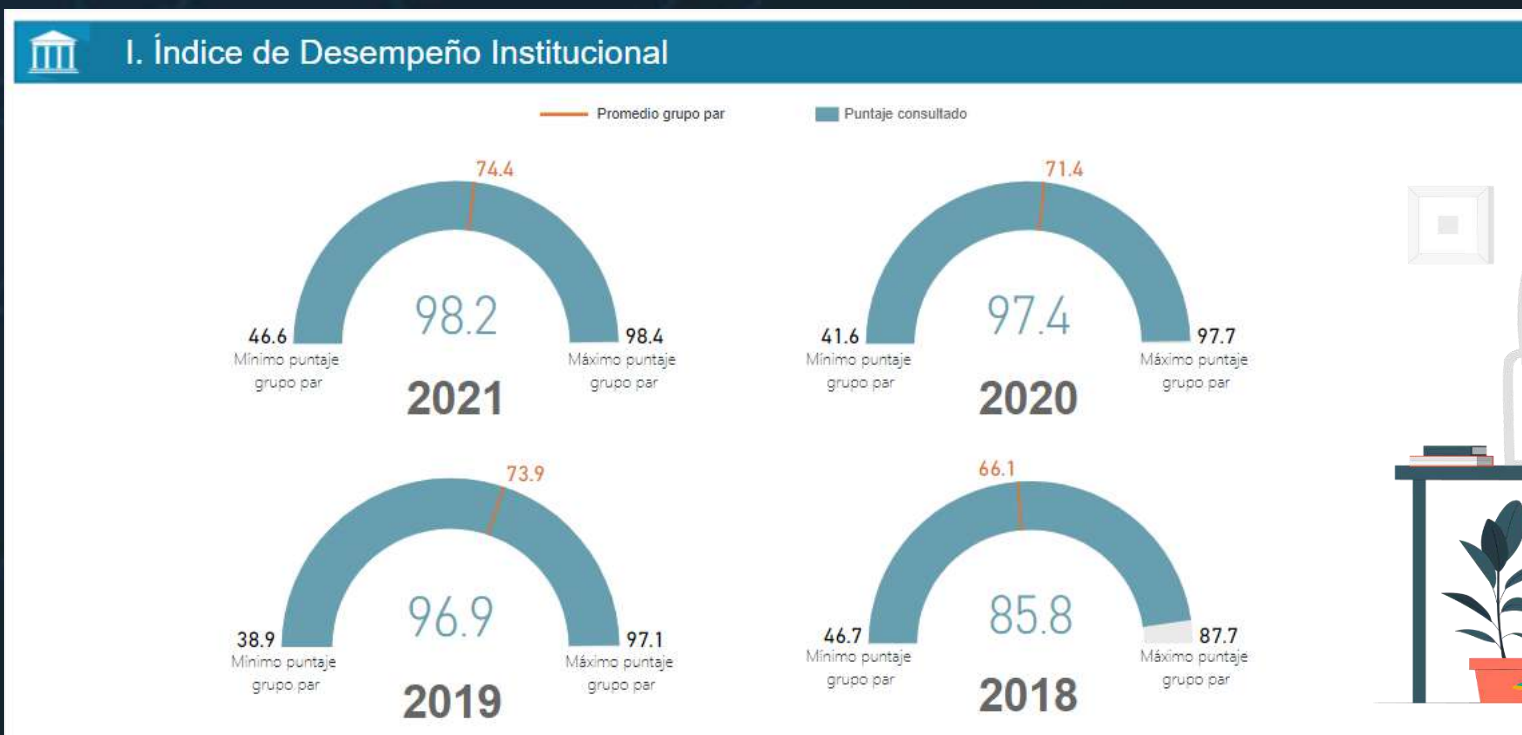 I. Índice de Desempeño Institucional
Promedio grupo par
Puntaje consultado
74.4
98.2
46.6
Mínimo puntaje
grupo par
98.4
Máximo puntaje
grupo par
2021
71.4
97.4
41.6
Mínimo puntaje
grupo par
97.7
Máximo puntaje
grupo par
2020
73.9
96.9
38.9
Mínimo puntaje
grupo par
97.1
Máximo puntaje
grupo par
2019
66.1
85.8
46.7
Mínimo puntaje
grupo par
87.7
Máximo puntaje
grupo par
2018